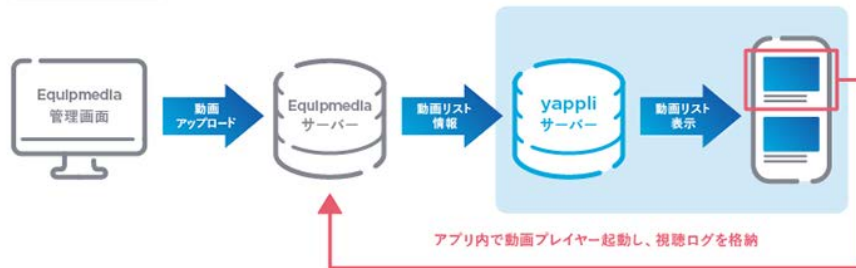 Equipmedia
管理画面
動画
アップロード
Equipmedia
サーバー
動画リスト
情報
yappli
サーバー
動画リスト
表示
アプリ内で動画プレイヤー起動し、視聴ログを格納